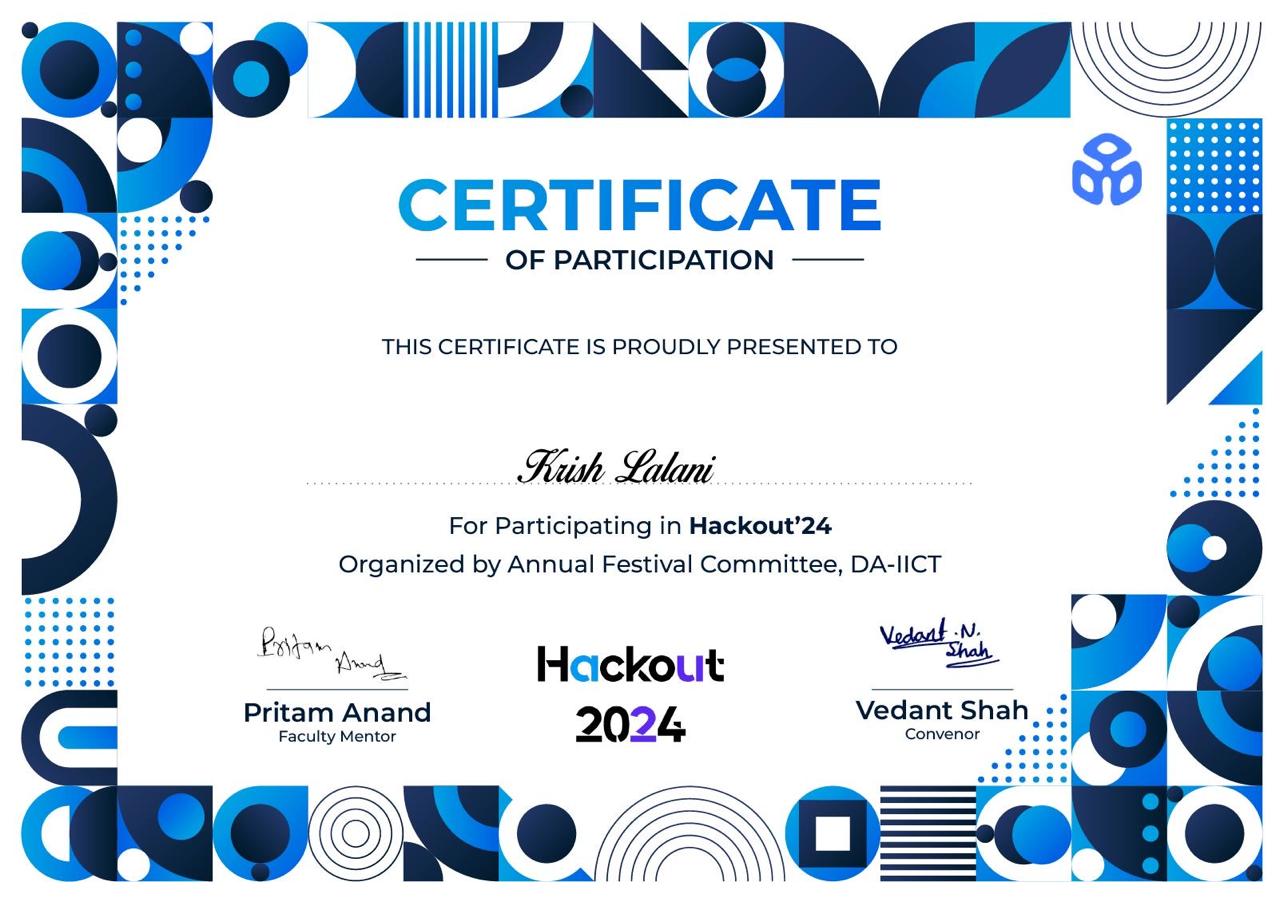 CERTIFICATE
OF PARTICIPATION
THIS CERTIFICATE IS PROUDLY PRESENTED TO
Krish Lalani
For Participating in Hackout’24
Organized by Annual Festival Committee, DA-IICT
Pritam Anand
Vedant .N. Shah
Hackout
2024
Pritam Anand
Faculty Mentor
Vedant Shah
Convenor